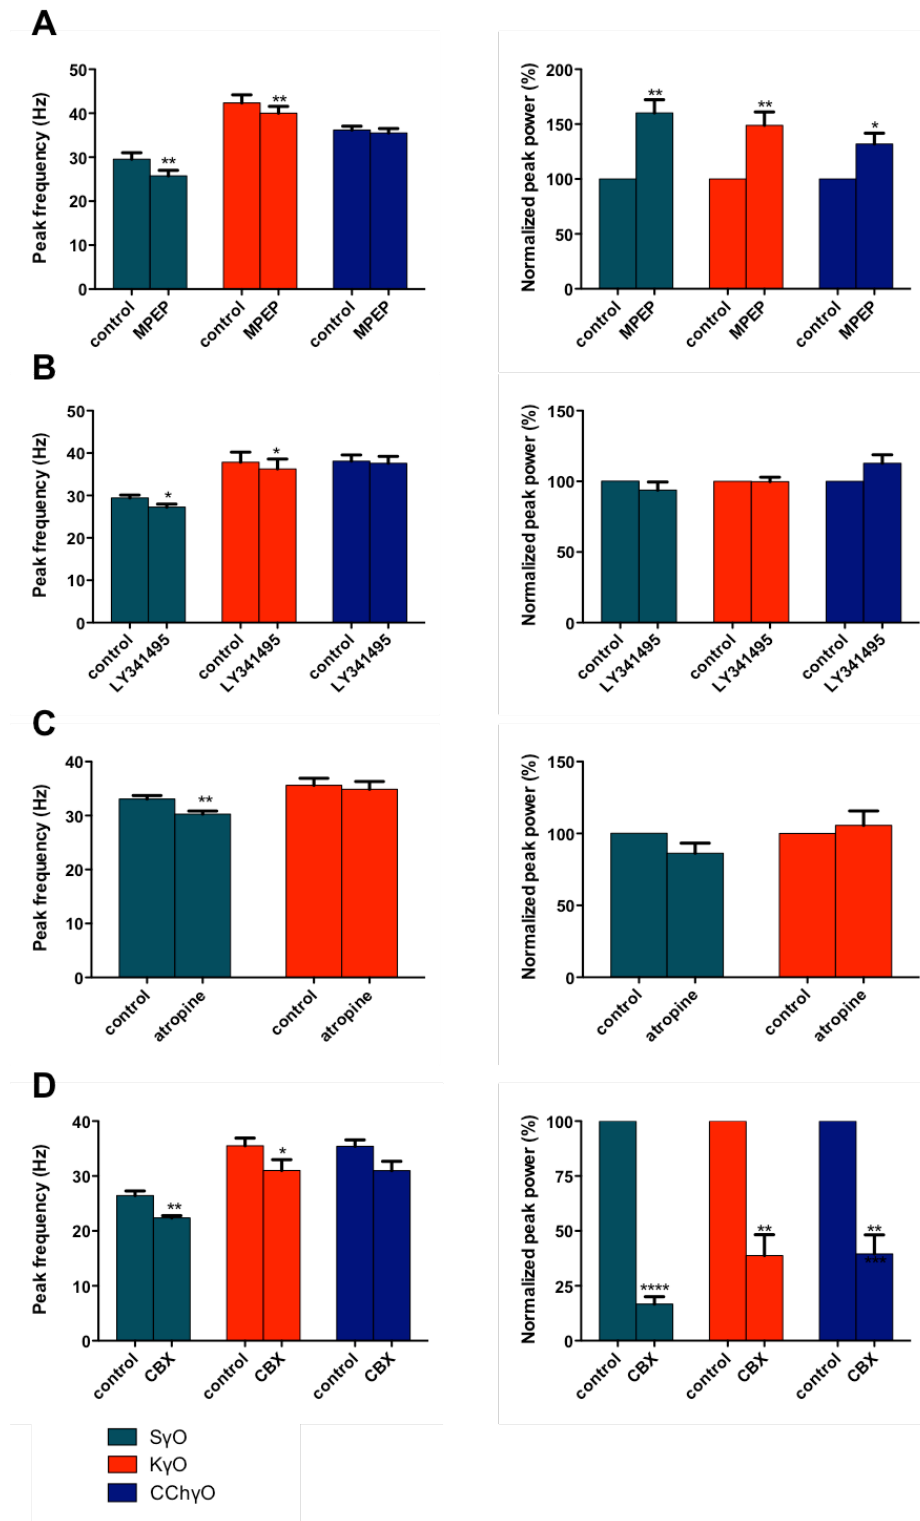 A
Peak frequency (Hz)
50
40
30
20
10
0
**
**
control
MPEP
control
MPEP
control
MPEP
Normalized peak power (%)
200
150
100
50
0
**
**
*
control
MPEP
control
MPEP
control
MPEP
B
Peak frequency (Hz)
50
40
30
20
10
0
*
*
control
LY341495
control
LY341495
control
LY341495
Normalized peak power (%)
150
100
50
0
control
LY341495
control
LY341495
control
LY341495
C
Peak frequency (Hz)
40
30
20
10
0
**
control
atropine
control
atropine
Normalized peak power (%)
150
100
50
0
control
atropine
control
atropine
D
Peak frequency (Hz)
40
30
20
10
0
**
*
control
CBX
control
CBX
control
CBX
Normalized peak power (%)
100
75
50
25
0
****
**
**
***
control
CBX
control
CBX
control
CBX
SγO
KγO
CChγO